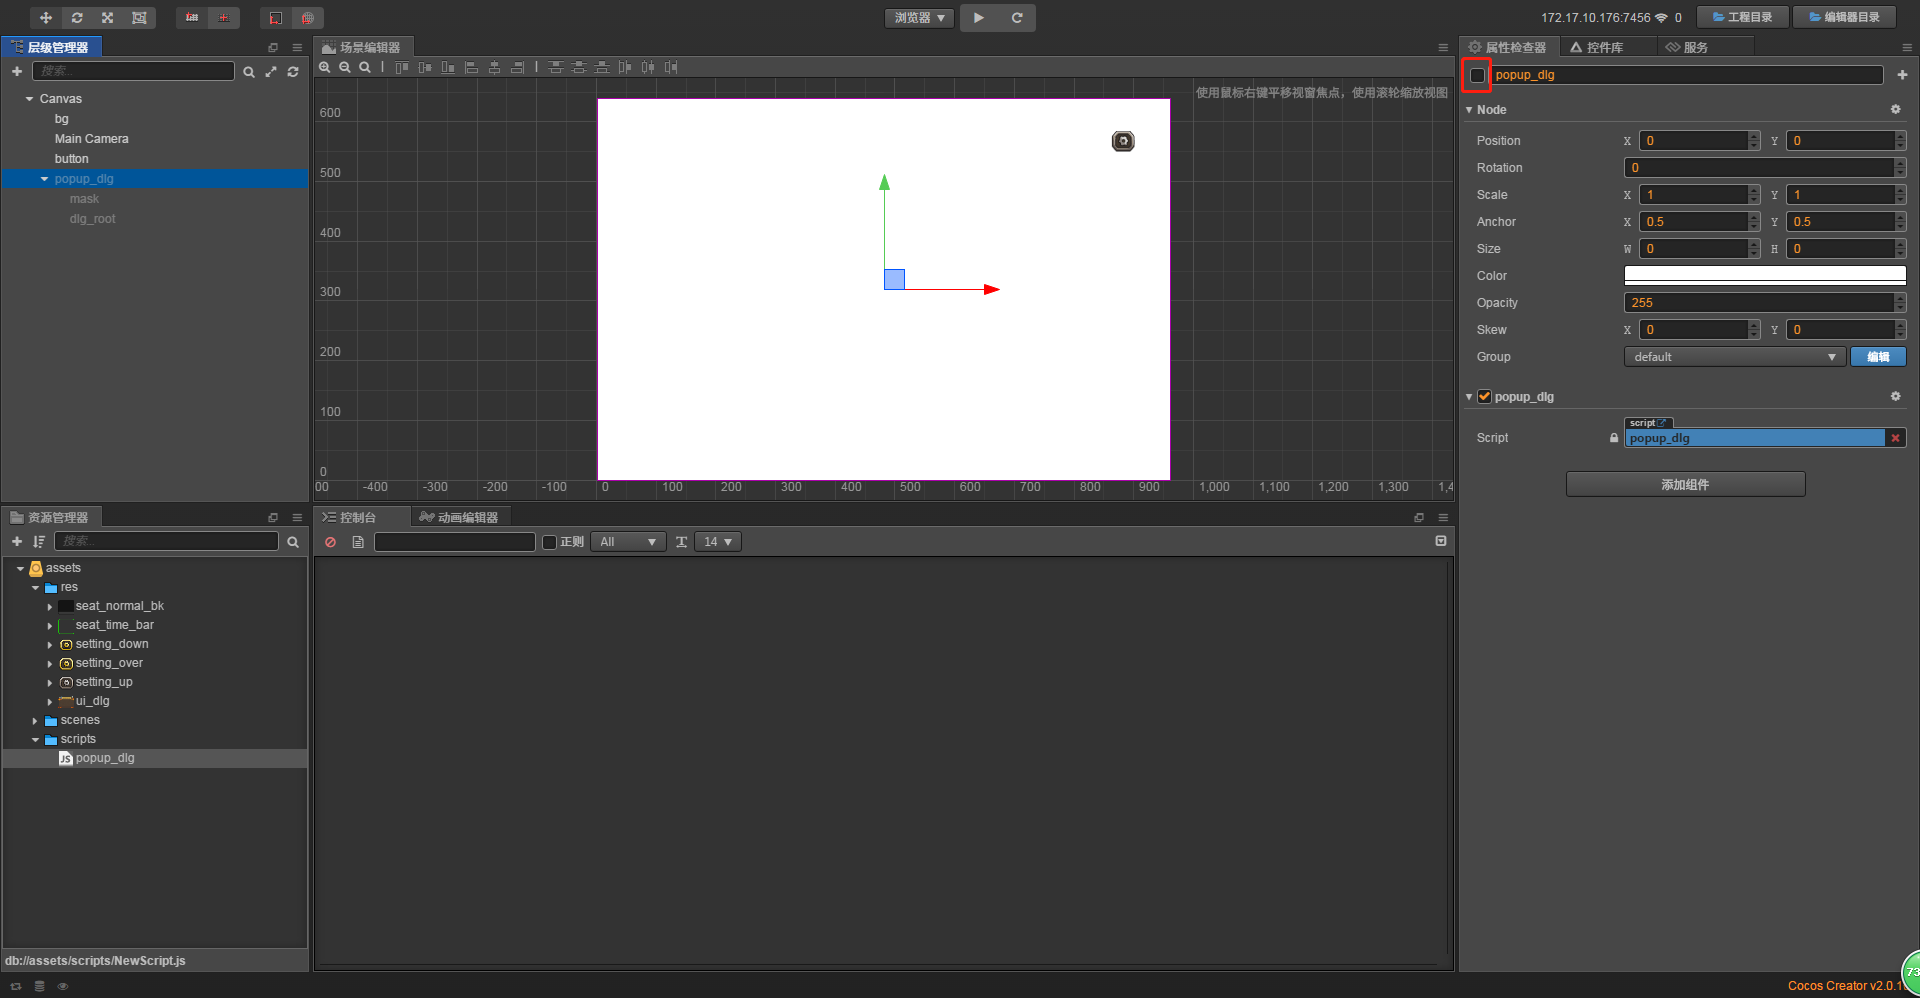 浏览器
172.17.10.176:7456 0
工程目录
编辑器目录
层级管理器
搜索...
Canvas
bg
Main Camera
button
popup_dlg
mask
dlg_root
场景编辑器
使用鼠标右键平移视窗焦点，使用滚轮缩放视图
600
500
400
300
200
100
0
00 -400 -300 -200 -100 0 100 200 300 400 500 600 700 800 900 1,000 1,100 1,200 1,300 1,4
属性检查器
控件库
服务
popup_dlg
Node
Position X 0 Y 0
Rotation 0
Scale X 1 Y 1
Anchor X 0.5 Y 0.5
Size W 0 H 0
Color
Opacity 255
Skew X 0 Y 0
Group default 编辑
popup_dlg
script
Script popup_dlg
添加组件
资源管理器
搜索...
assets
res
seat_normal_bk
seat_time_bar
setting_down
setting_over
setting_up
ui_dlg
scenes
scripts
JS popup_dlg
db://assets/scripts/NewScript.js
控制台
动画编辑器
正则 All 14
73
Cocos Creator v2.0.1